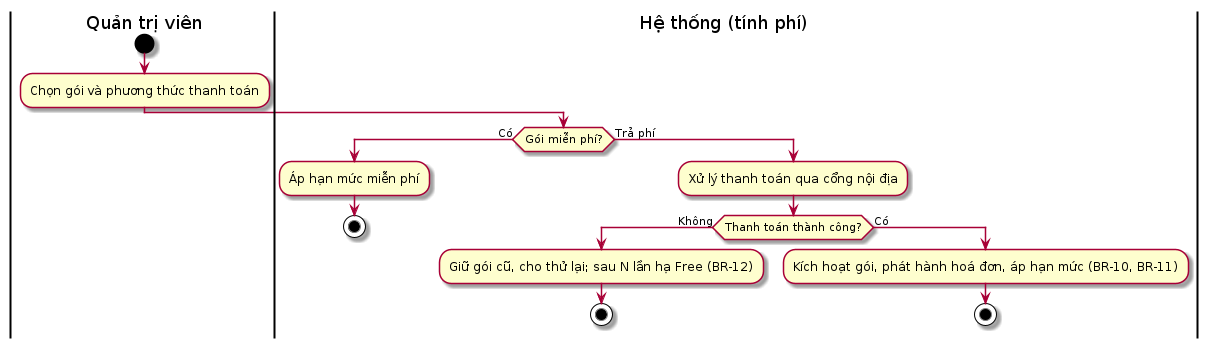 Quản trị viên
Hệ thống (tính phí)
Chọn gói và phương thức thanh toán
Gói miễn phí?
Có
Trả phí
Áp hạn mức miễn phí
Xử lý thanh toán qua cổng nội địa
Thanh toán thành công?
Không
Có
Giữ gói cũ, cho thử lại; sau N lần hạ Free (BR-12)
Kích hoạt gói, phát hành hoá đơn, áp hạn mức (BR-10, BR-11)